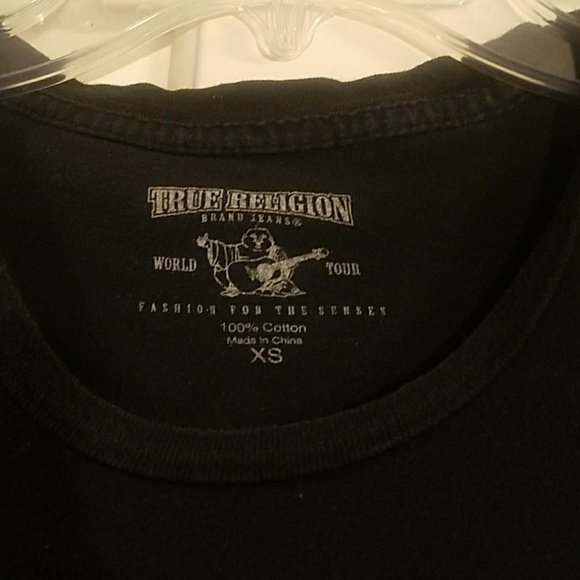 TRUE RELIGION
BRAND JEANS®
WORLD TOUR
FASHION FOR THE SENSES
100% Cotton
Made in China
XS